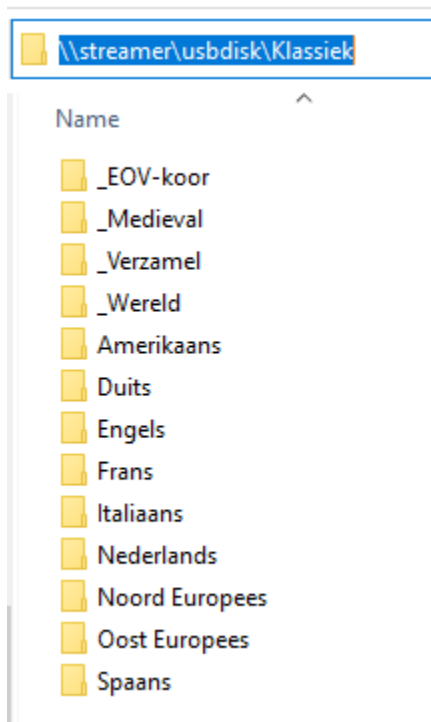 \\streamer\usbdisk\Klassiek
Name
_EOV-koor
_Medieval
_Verzamel
_Wereld
Amerikaans
Duits
Engels
Frans
Italiaans
Nederlands
Noord Europees
Oost Europees
Spaans